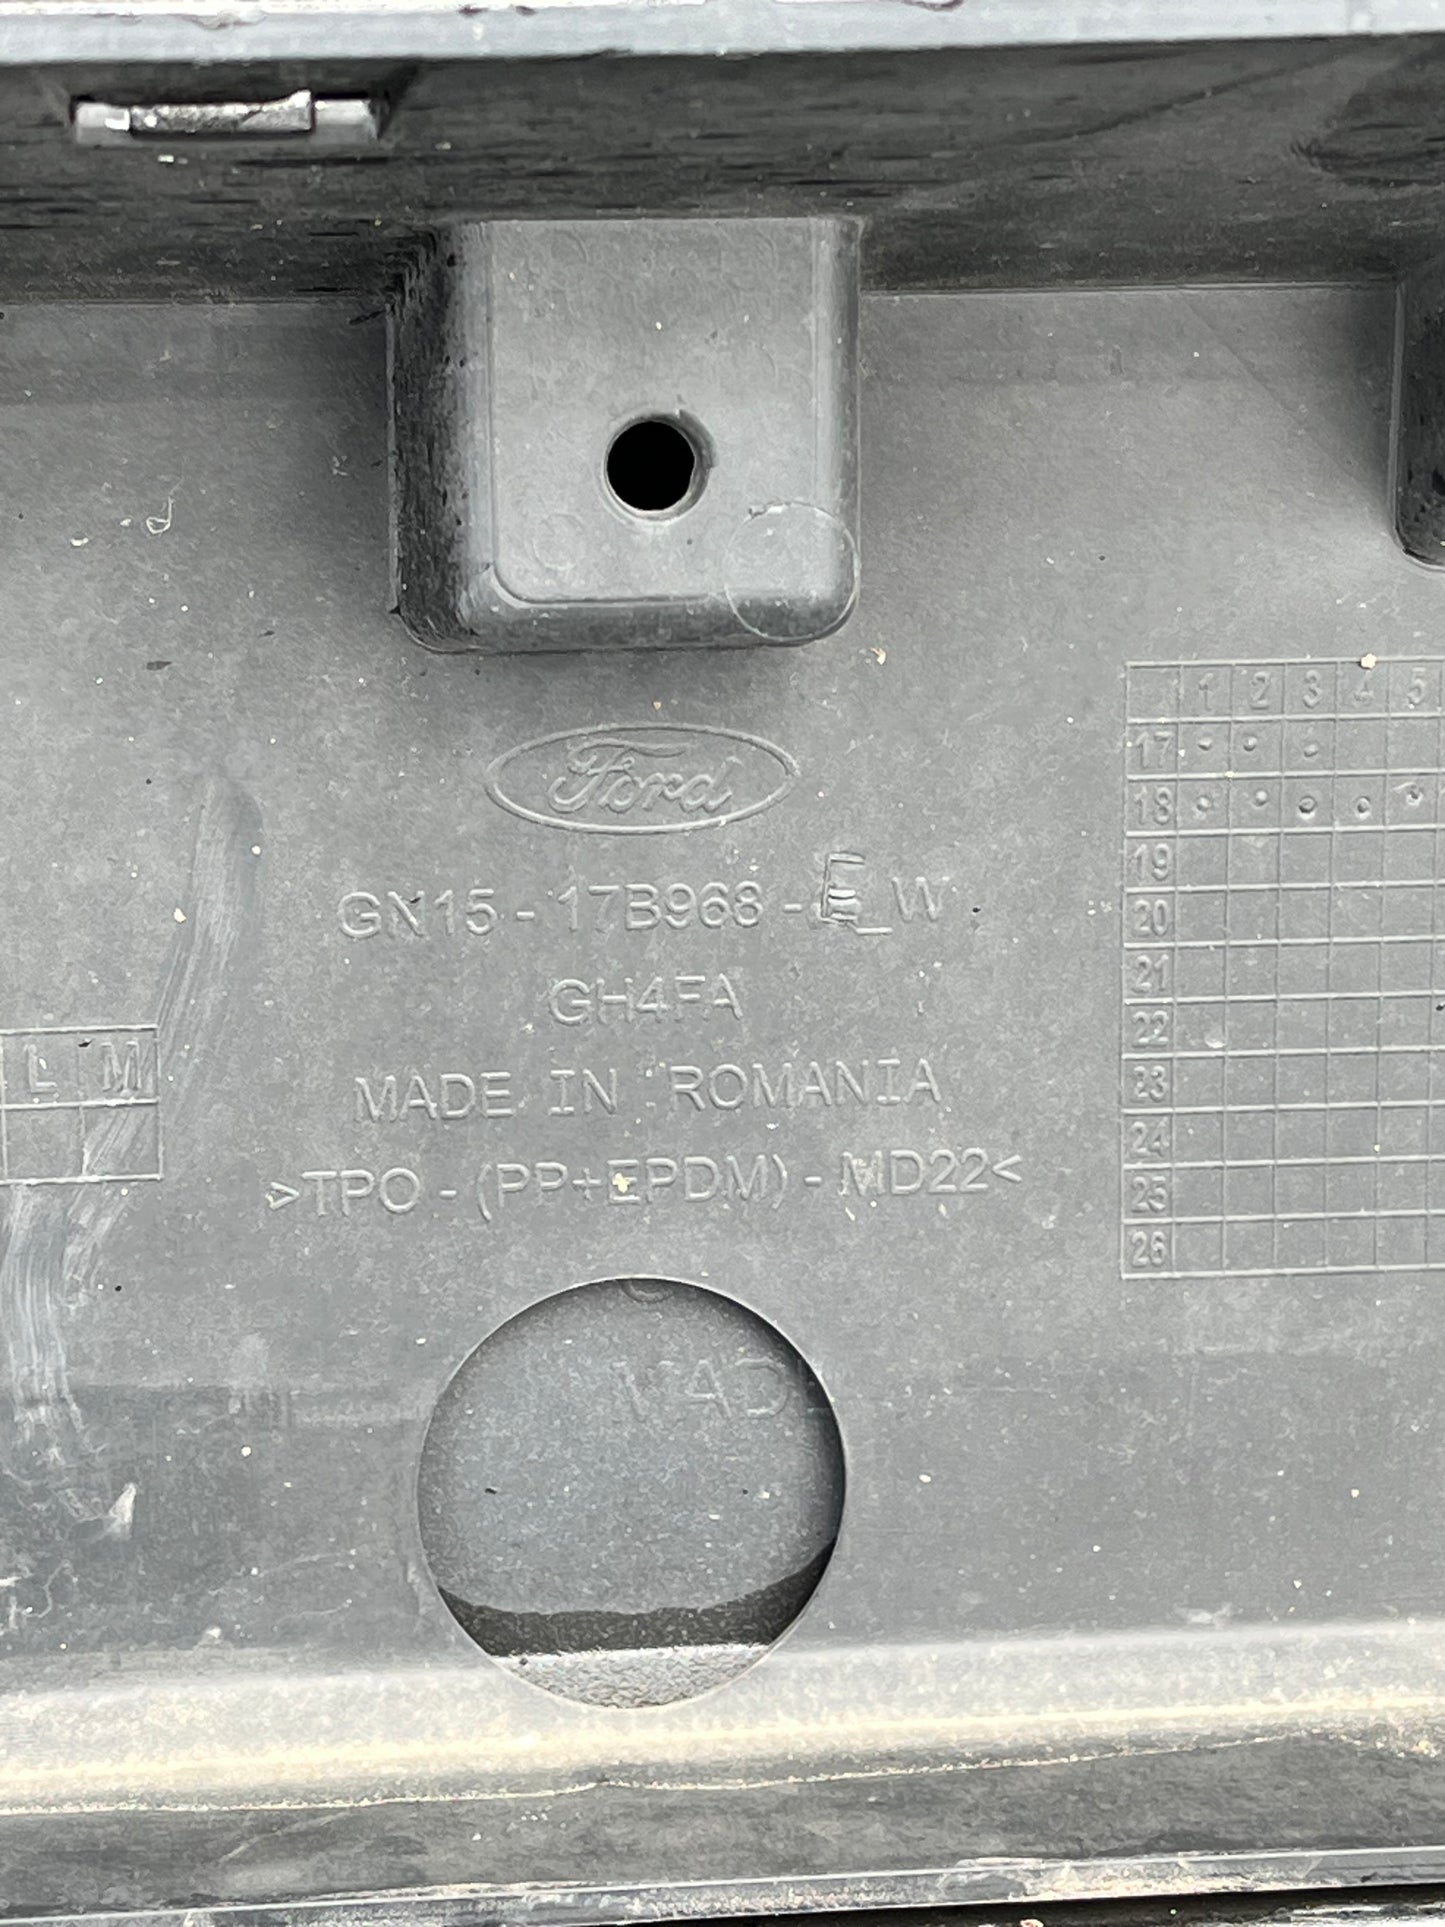 Ford
GN15 - 17B968 - E_W
GH4FA
MADE IN ROMANIA
>TPO - (PP+EPDM) - MD22<
L M
1 2 3 4 5
17
18
19
20
21
22
23
24
25
26